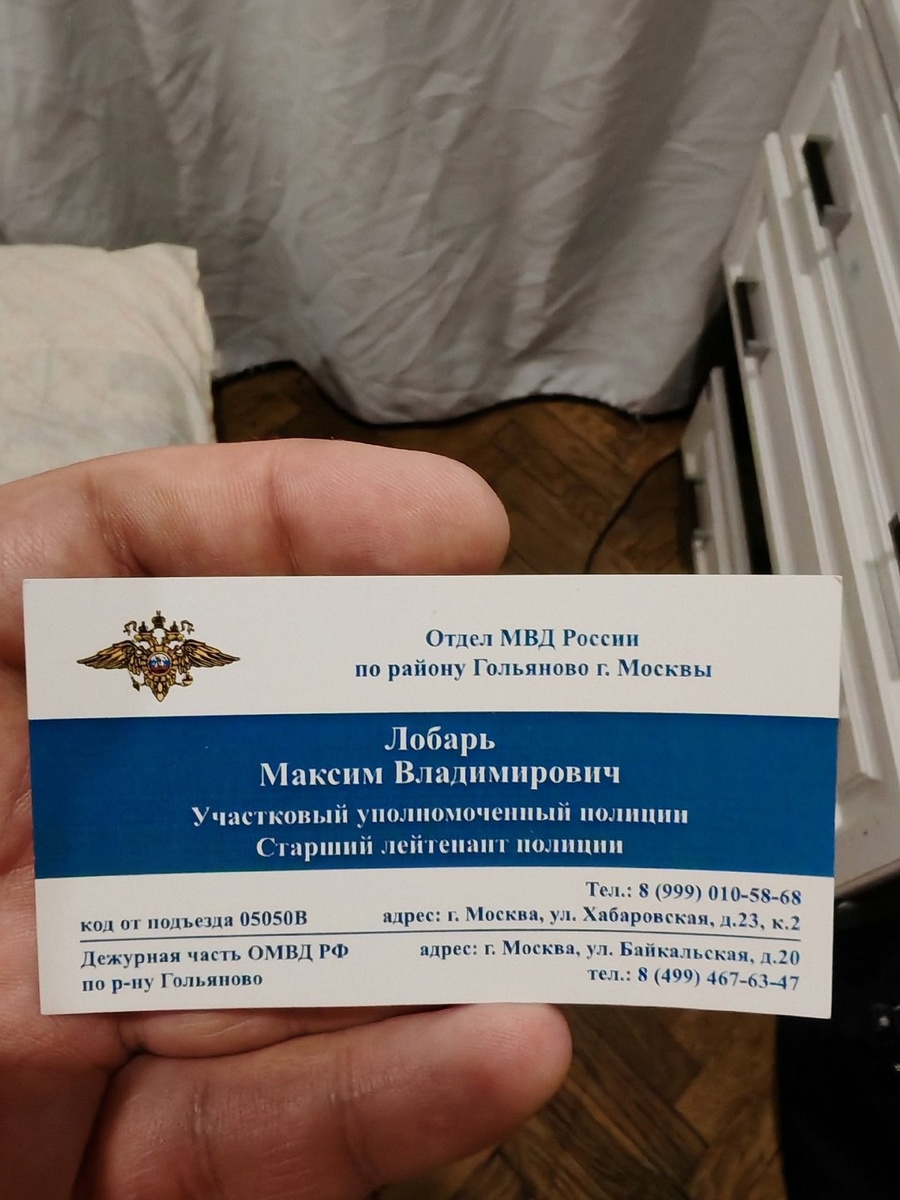 Отдел МВД России
по району Гольяново г. Москвы
Лобарь
Максим Владимирович
Участковый уполномоченный полиции
Старший лейтенант полиции
Тел.: 8 (999) 010-58-68
код от подъезда 05050В адрес: г. Москва, ул. Хабаровская, д.23, к.2
Дежурная часть ОМВД РФ адрес: г. Москва, ул. Байкальская, д.20
по р-ну Гольяново тел.: 8 (499) 467-63-47